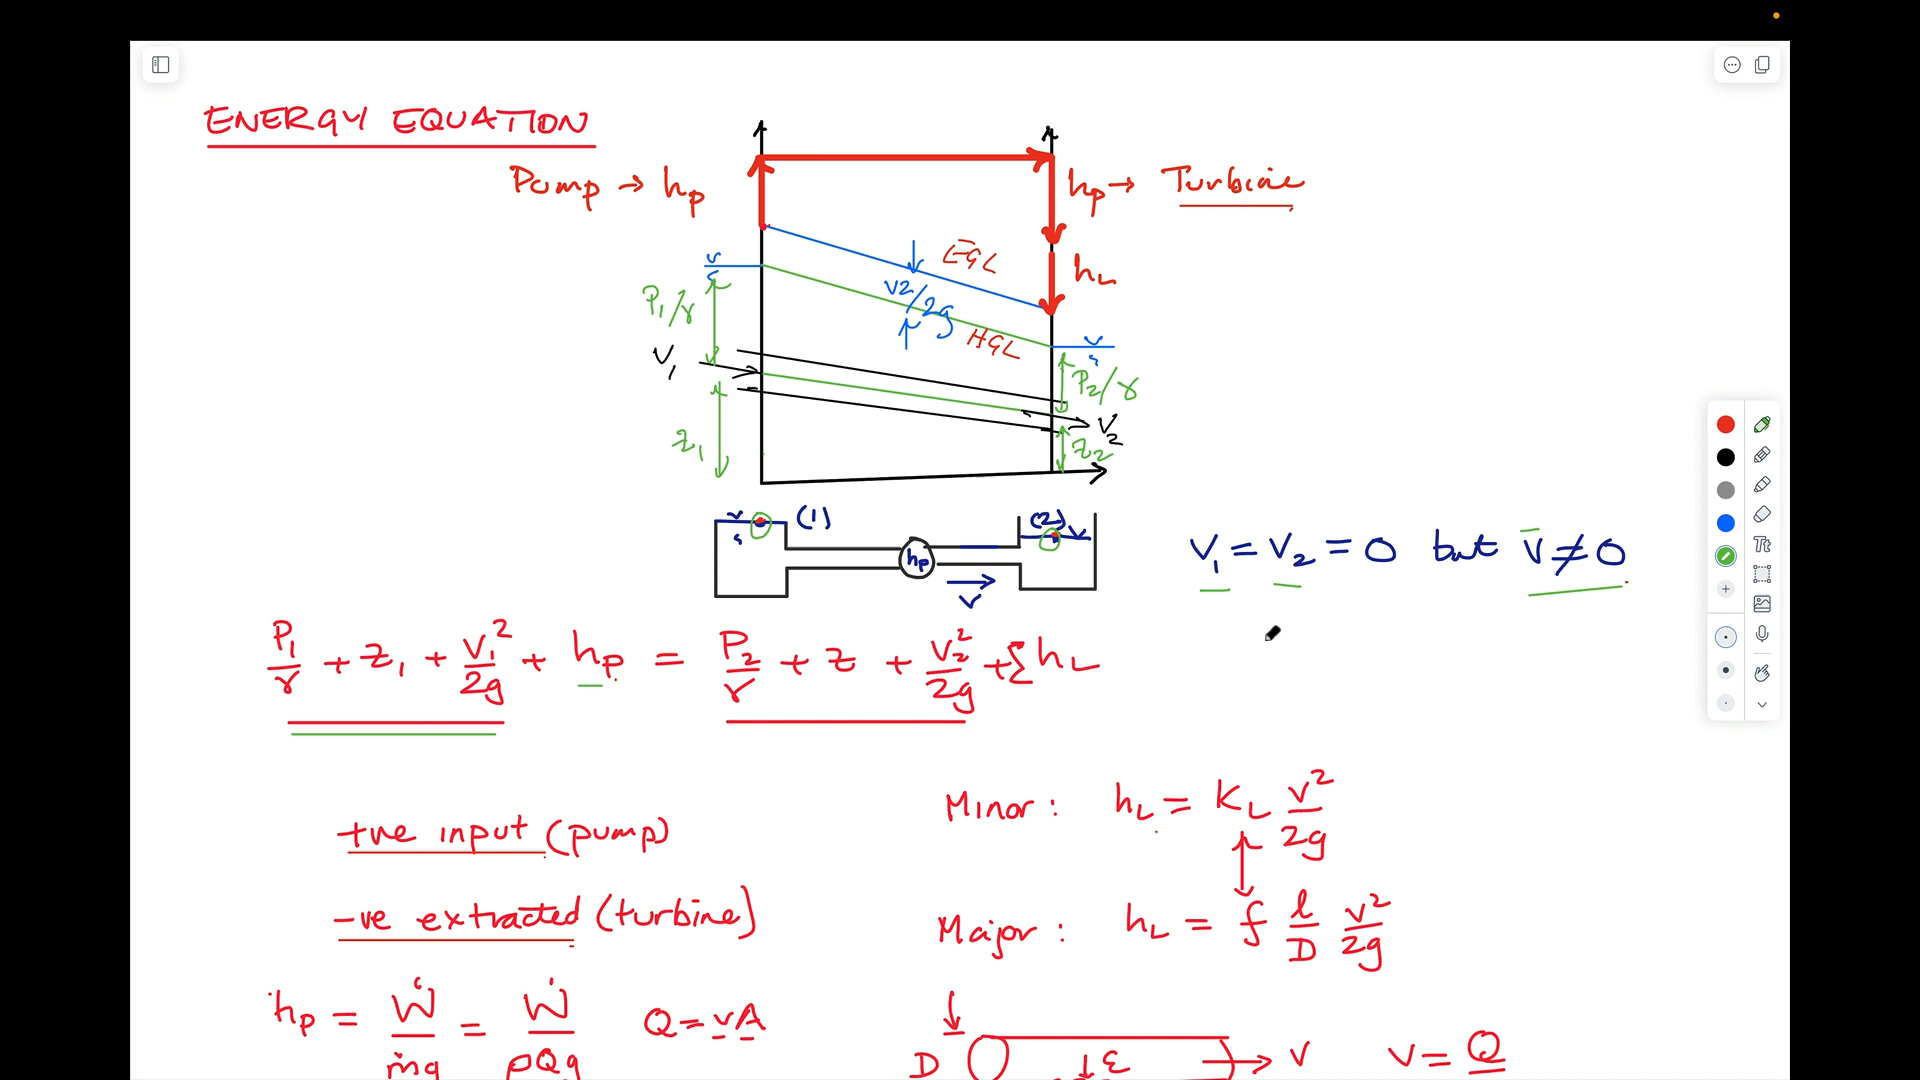 ENERGY EQUATION
Pump → hp
hp → Turbine
EGL
hL
V2/2g
P1/γ
HGL
V1
P2/γ
V2
z1
z2
(1)
(2)
hp
V
V1 = V2 = 0 but V ≠ 0
P1/γ + z1 + V1²/2g + hp = P2/γ + z + V2²/2g + Σ hL
Minor: hL = KL V²/2g
+ve input (pump)
-ve extracted (turbine)
Major: hL = f l/D V²/2g
hp = Ẇ/ṁg = Ẇ/ρQg Q = vA
D ε V V = Q
Tt